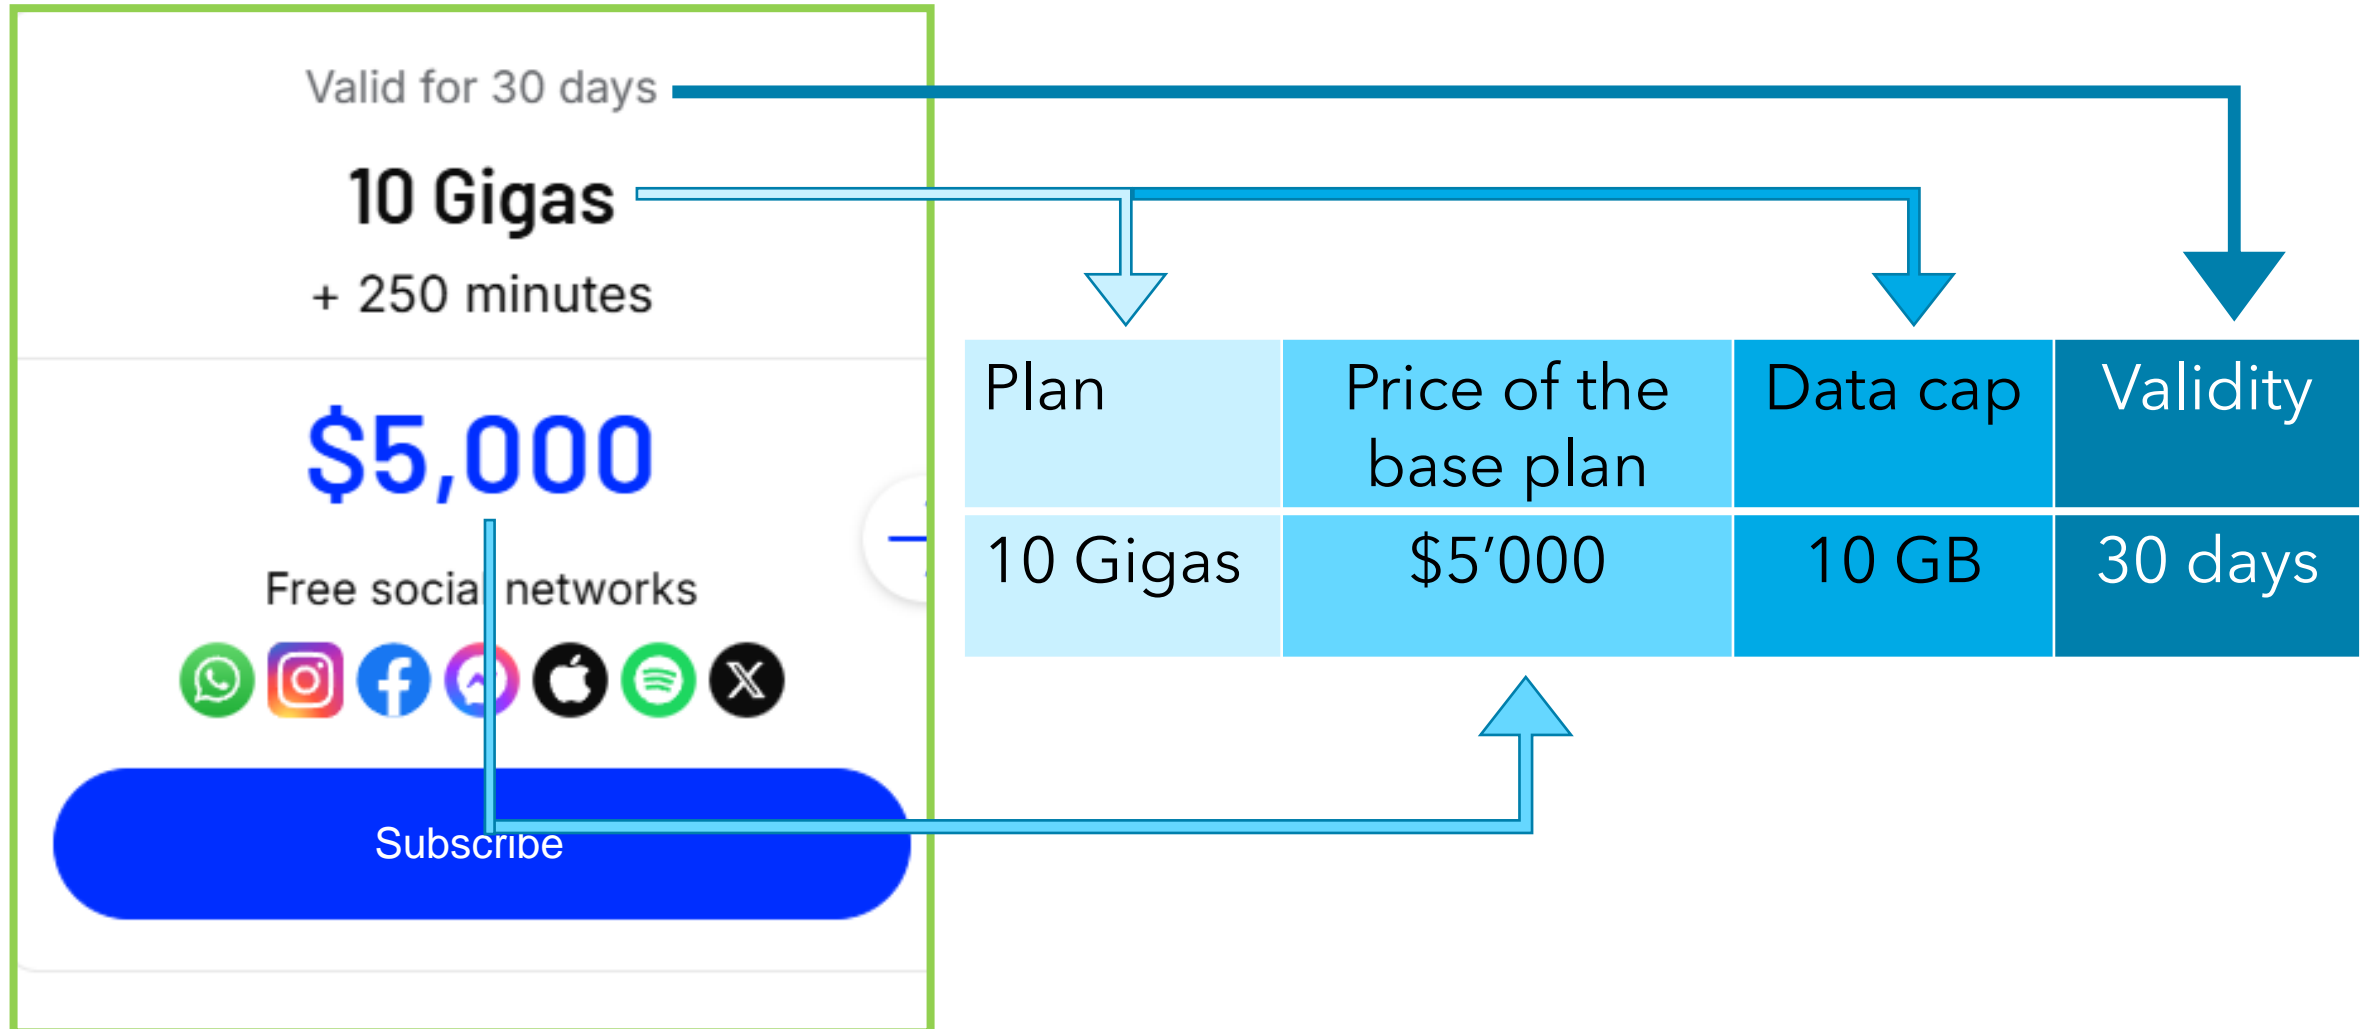 Valid for 30 days
10 Gigas
+ 250 minutes
$5,000
Free social networks
Subscribe
Plan
Price of the
base plan
Data cap
Validity
10 Gigas
$5’000
10 GB
30 days